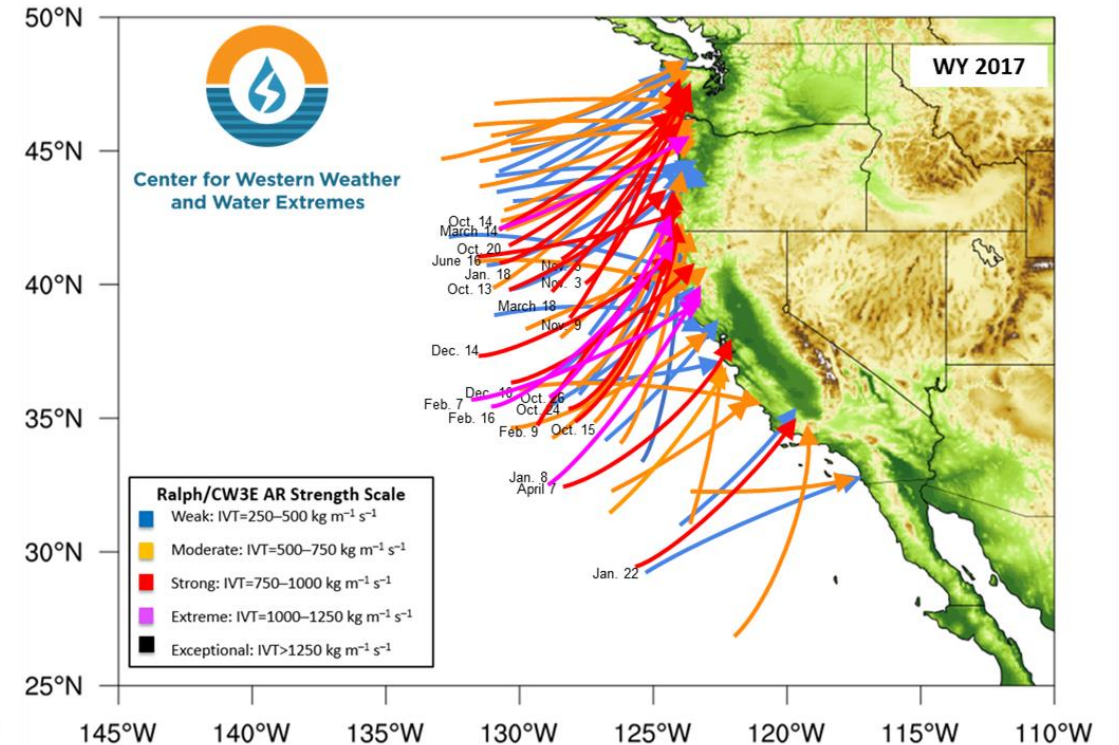 50°N
WY 2017
45°N
Center for Western Weather
and Water Extremes
Oct. 14
March 14
Oct. 20
June 16
Nov. 3
Jan. 18
Nov. 3
Oct. 13
40°N
March 18
Nov. 9
Dec. 14
Dec. 10
Oct. 26
Feb. 7
Oct. 24
Feb. 16
35°N
Feb. 9
Oct. 15
Jan. 8
April 7
Ralph/CW3E AR Strength Scale
Weak: IVT=250–500 kg m⁻¹ s⁻¹
Moderate: IVT=500–750 kg m⁻¹ s⁻¹
30°N
Strong: IVT=750–1000 kg m⁻¹ s⁻¹
Jan. 22
Extreme: IVT=1000–1250 kg m⁻¹ s⁻¹
Exceptional: IVT>1250 kg m⁻¹ s⁻¹
25°N
145°W 140°W 135°W 130°W 125°W 120°W 115°W 110°W